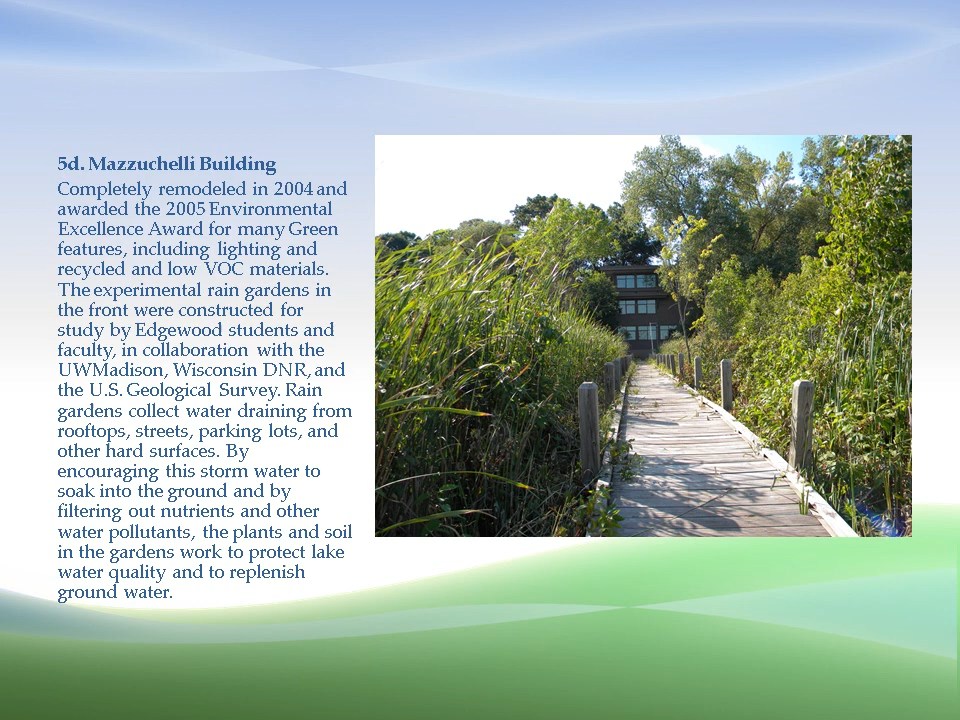 5d. Mazzuchelli Building
Completely remodeled in 2004 and
awarded the 2005 Environmental
Excellence Award for many Green
features, including lighting and
recycled and low VOC materials.
The experimental rain gardens in
the front were constructed for
study by Edgewood students and
faculty, in collaboration with the
UWMadison, Wisconsin DNR, and
the U.S. Geological Survey. Rain
gardens collect water draining from
rooftops, streets, parking lots, and
other hard surfaces. By
encouraging this storm water to
soak into the ground and by
filtering out nutrients and other
water pollutants, the plants and soil
in the gardens work to protect lake
water quality and to replenish
ground water.